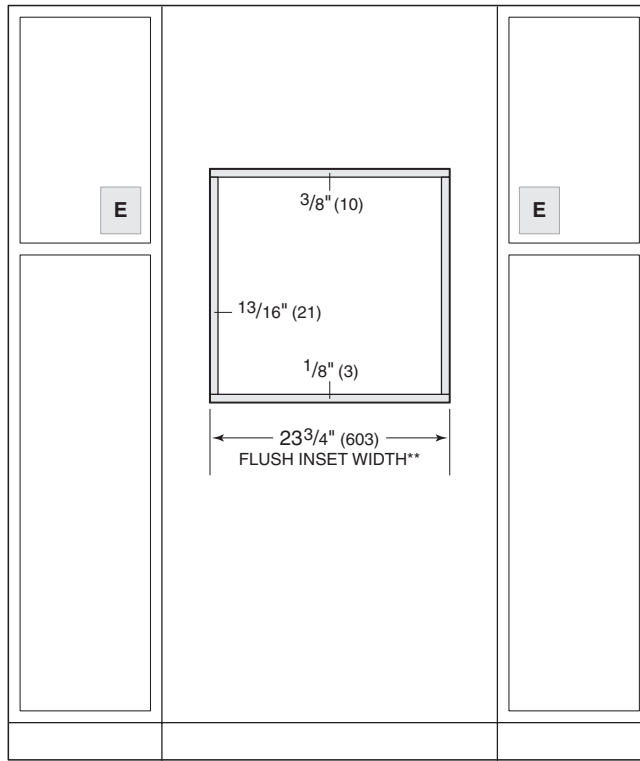 3/8" (10)
E
E
13/16" (21)
1/8" (3)
23 3/4" (603)
FLUSH INSET WIDTH**